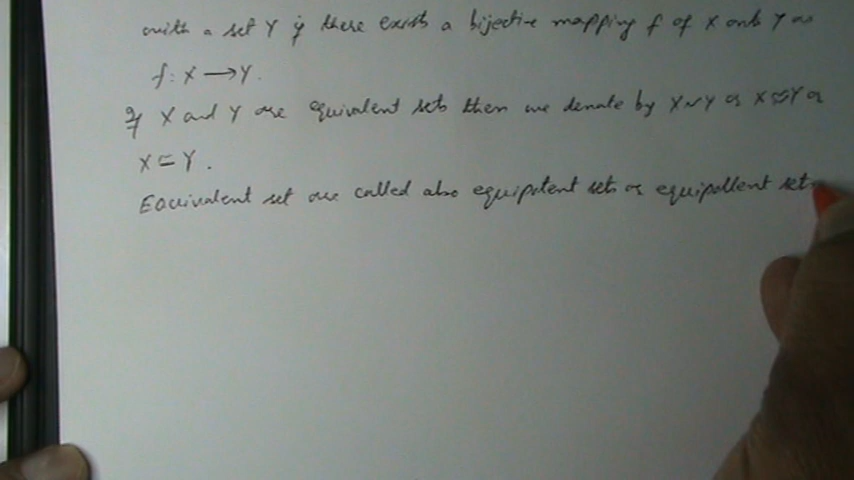 with a set Y if there exists a bijective mapping f of X onto Y as
f: X → Y.
If X and Y are equivalent sets then we denate by X ~ Y or X ≅ Y or
X = Y.
Equivalent set are called also equipotent sets or equipollent sets